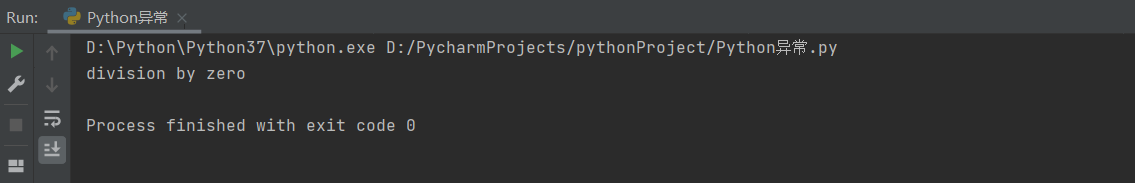 Run: Python异常
D:\Python\Python37\python.exe D:/PycharmProjects/pythonProject/Python异常.py
division by zero
Process finished with exit code 0